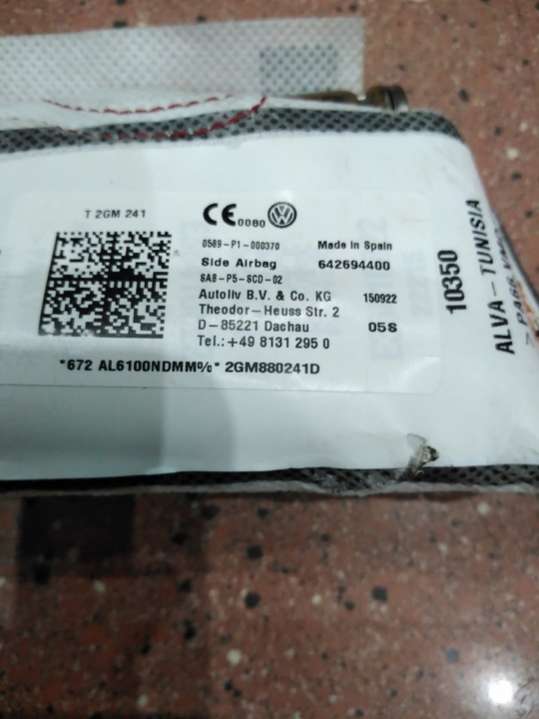 T 2GM 241
CE 0080
0589-P1-000370 Made in Spain
Side Airbag 642694400
SAB-P5-SCD-02
Autoliv B.V. & Co. KG 150922
Theodor-Heuss Str. 2
D-85221 Dachau 05S
Tel.:+49 8131 295 0
*672 AL6100NDMM%* 2GM880241D
10350
ALVA-TUNISIA